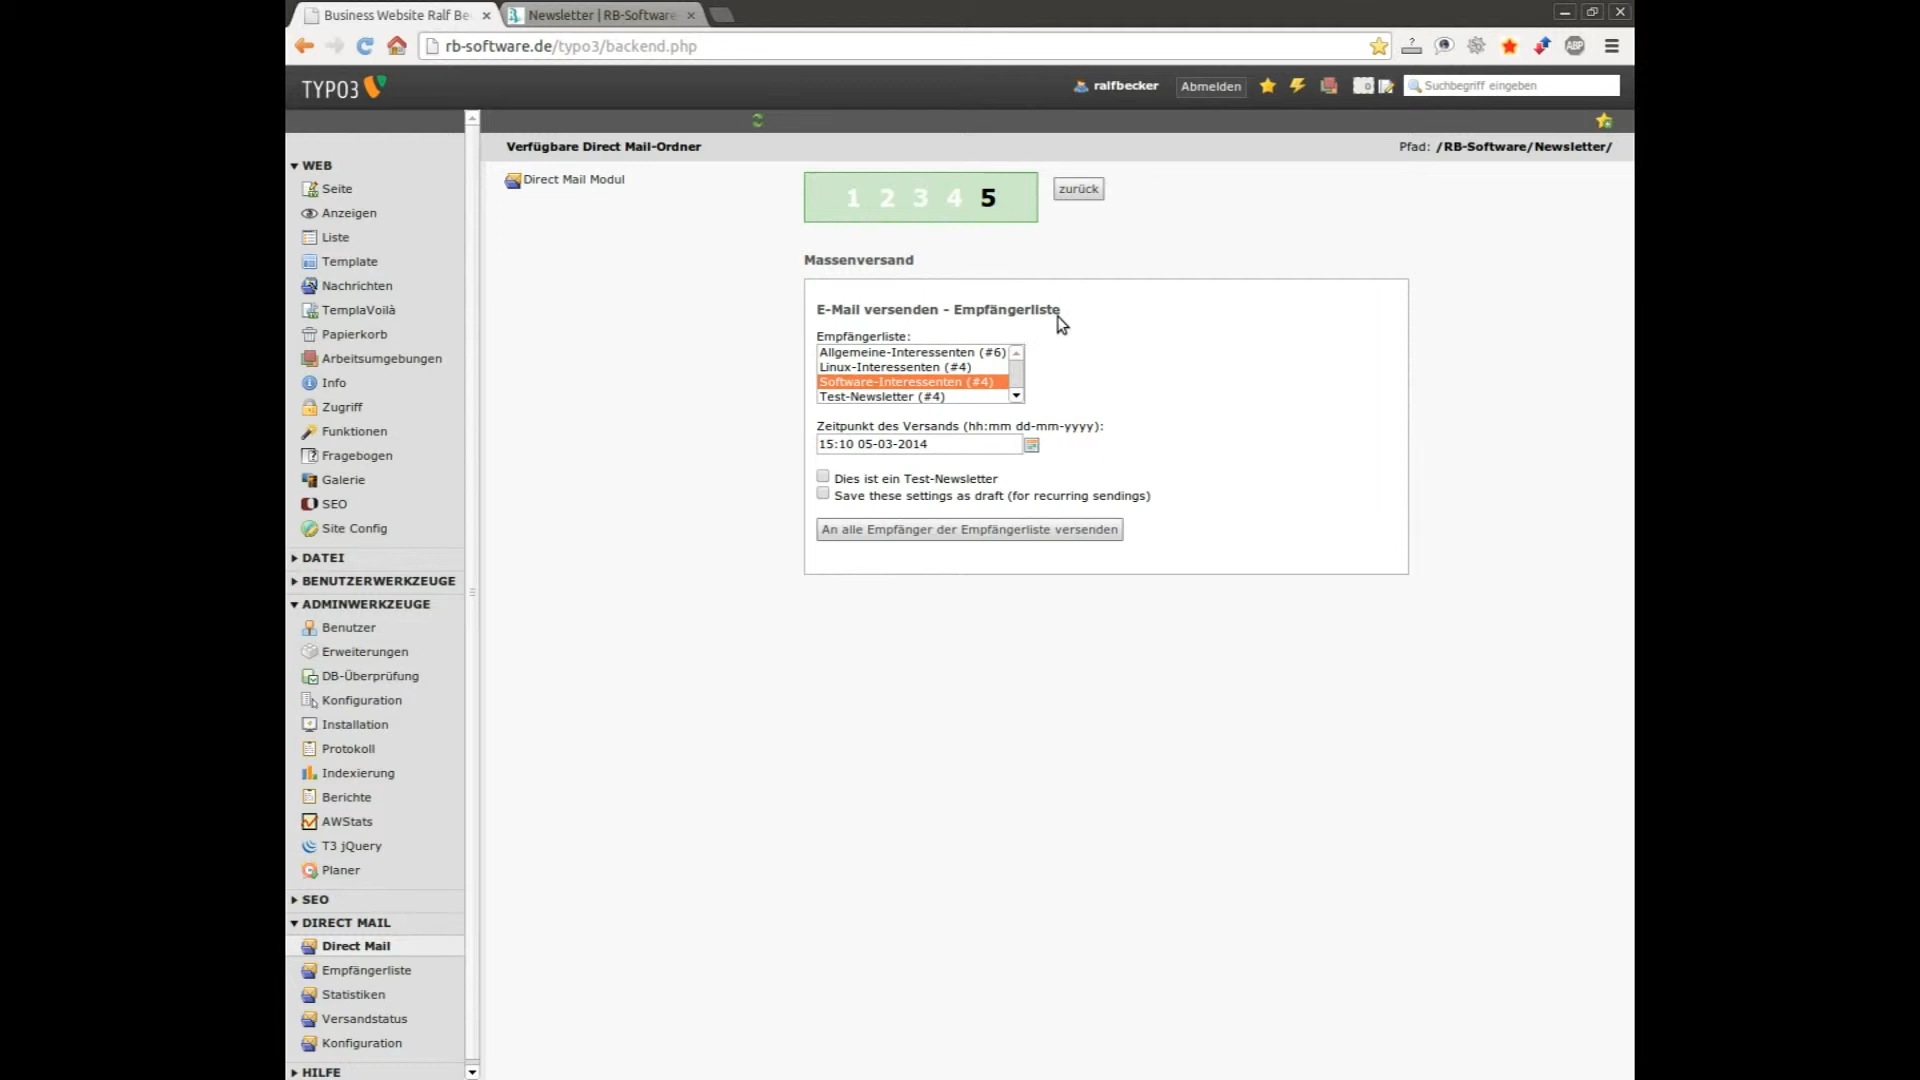 Business Website Ralf Be
Newsletter | RB-Software
rb-software.de/typo3/backend.php
ABP
TYPO3
ralfbecker
Abmelden
0
Suchbegriff eingeben
Verfügbare Direct Mail-Ordner
Pfad: /RB-Software/Newsletter/
Direct Mail Modul
1 2 3 4 5
zurück
Massenversand
E-Mail versenden - Empfängerliste
Empfängerliste:
Allgemeine-Interessenten (#6)
Linux-Interessenten (#4)
Software-Interessenten (#4)
Test-Newsletter (#4)
Zeitpunkt des Versands (hh:mm dd-mm-yyyy):
15:10 05-03-2014
Dies ist ein Test-Newsletter
Save these settings as draft (for recurring sendings)
An alle Empfänger der Empfängerliste versenden
WEB
Seite
Anzeigen
Liste
Template
Nachrichten
TemplaVoilà
Papierkorb
Arbeitsumgebungen
Info
Zugriff
Funktionen
Fragebogen
Galerie
SEO
Site Config
DATEI
BENUTZERWERKZEUGE
ADMINWERKZEUGE
Benutzer
Erweiterungen
DB-Überprüfung
Konfiguration
Installation
Protokoll
Indexierung
Berichte
AWStats
T3 jQuery
Planer
SEO
DIRECT MAIL
Direct Mail
Empfängerliste
Statistiken
Versandstatus
Konfiguration
HILFE